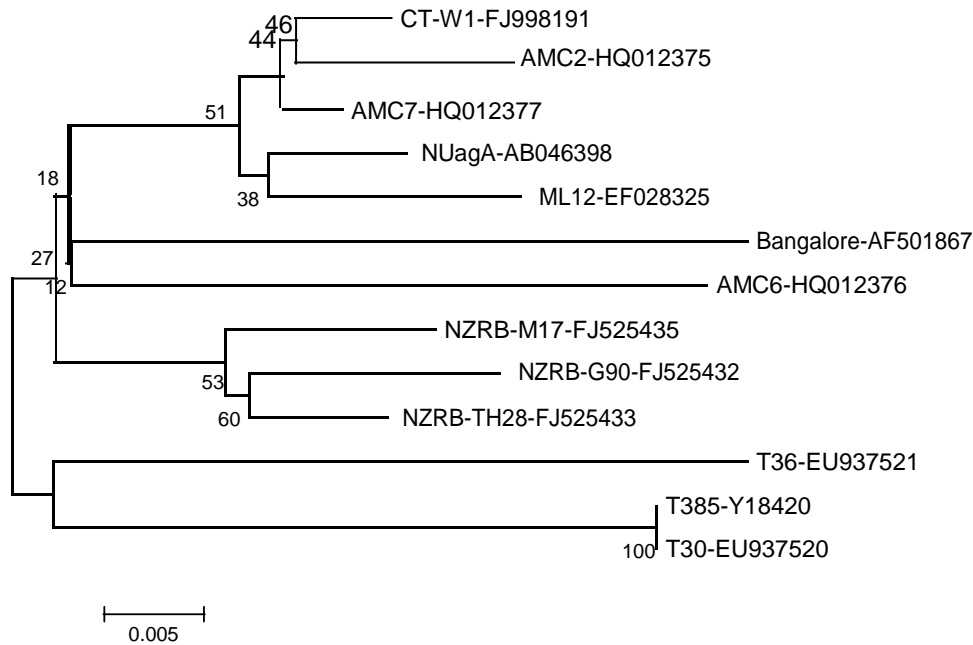 46
CT-W1-FJ998191
44
AMC2-HQ012375
51
AMC7-HQ012377
NUagA-AB046398
18
38
ML12-EF028325
Bangalore-AF501867
27
12
AMC6-HQ012376
NZRB-M17-FJ525435
53
NZRB-G90-FJ525432
60
NZRB-TH28-FJ525433
T36-EU937521
T385-Y18420
100
T30-EU937520
0.005